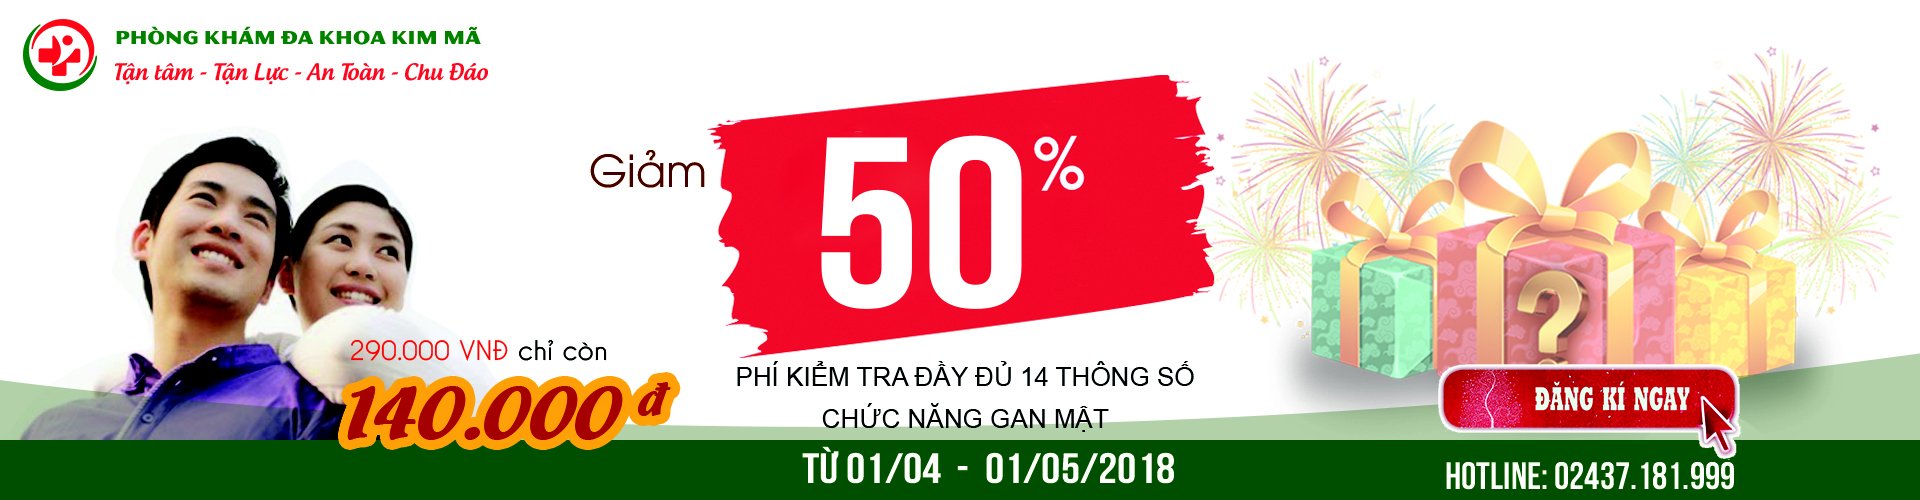 PHÒNG KHÁM ĐA KHOA KIM MÃ
Tận tâm - Tận Lực - An Toàn - Chu Đáo
Giảm
50%
290.000 VNĐ chỉ còn
140.000 đ
PHÍ KIỂM TRA ĐẦY ĐỦ 14 THÔNG SỐ
CHỨC NĂNG GAN MẬT
TỪ 01/04 - 01/05/2018
?
ĐĂNG KÍ NGAY
HOTLINE: 02437.181.999